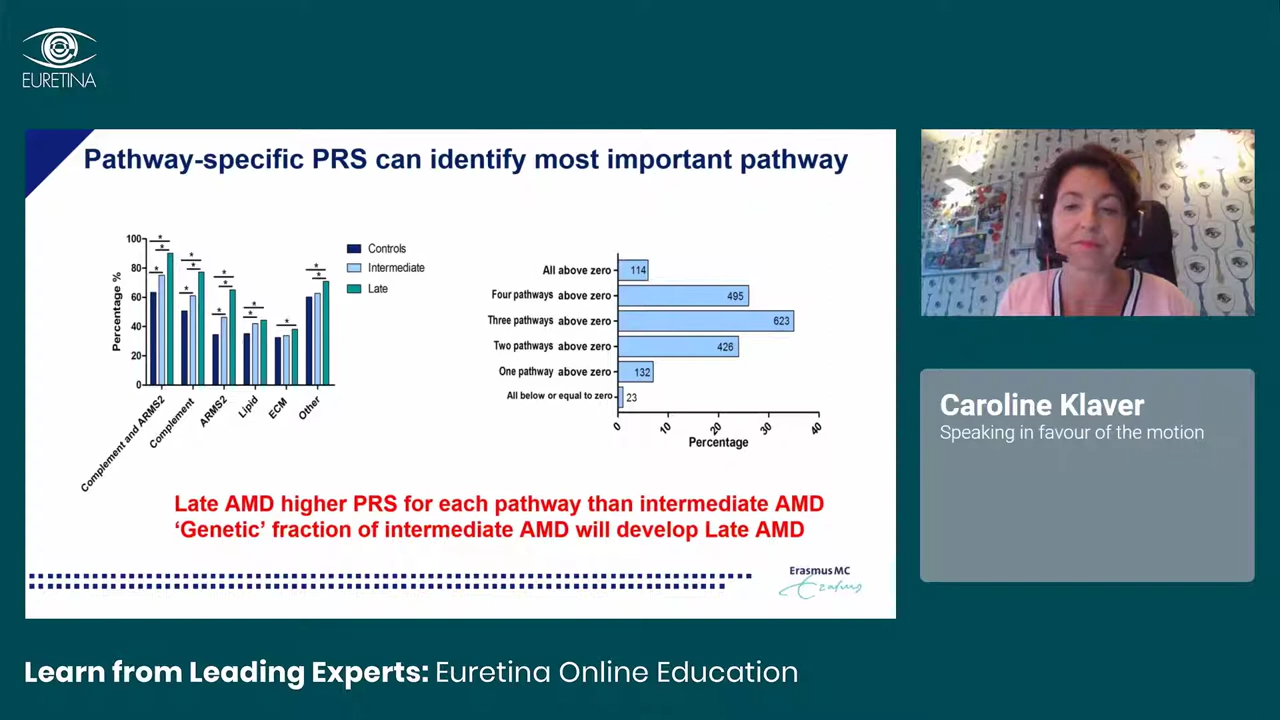 EURETINA
Pathway-specific PRS can identify most important pathway
100
80
60
40
20
0
Percentage %
* * * * * * * * * * * * * *
Complement and ARMS2
Complement
ARMS2
Lipid
ECM
Other
Controls
Intermediate
Late
All above zero 114
Four pathways above zero 495
Three pathways above zero 623
Two pathways above zero 426
One pathway above zero 132
All below or equal to zero 23
0 10 20 30 40
Percentage
Late AMD higher PRS for each pathway than intermediate AMD
‘Genetic’ fraction of intermediate AMD will develop Late AMD
Erasmus MC
Erasmus
Caroline Klaver
Speaking in favour of the motion
Learn from Leading Experts: Euretina Online Education